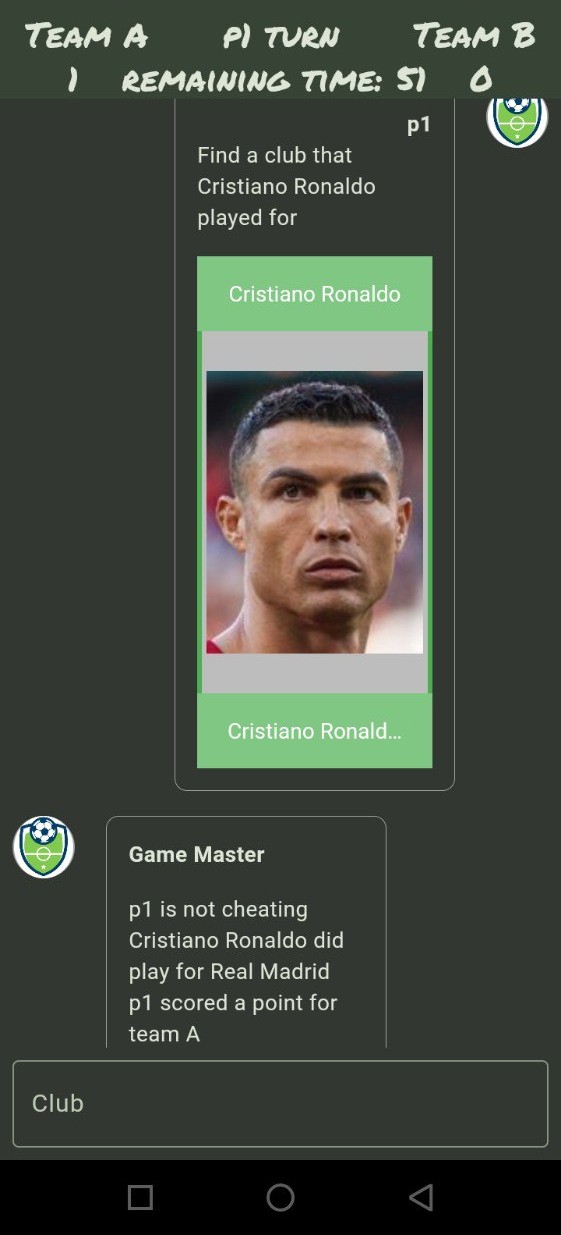 TEAM A P1 TURN TEAM B
1 REMAINING TIME: 51 0
p1
Find a club that
Cristiano Ronaldo
played for
Cristiano Ronaldo
Cristiano Ronald...
Game Master
p1 is not cheating
Cristiano Ronaldo did
play for Real Madrid
p1 scored a point for
team A
Club